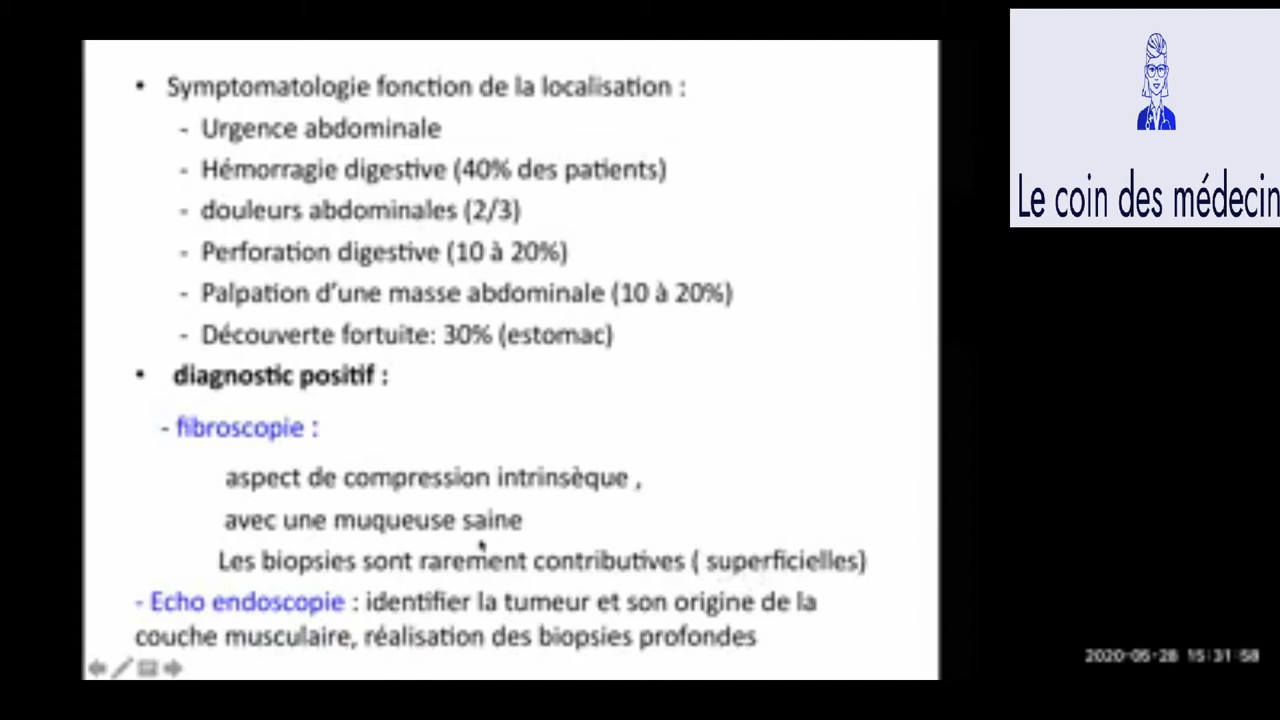 • Symptomatologie fonction de la localisation :
- Urgence abdominale
- Hémorragie digestive (40% des patients)
- douleurs abdominales (2/3)
- Perforation digestive (10 à 20%)
- Palpation d'une masse abdominale (10 à 20%)
- Découverte fortuite: 30% (estomac)
• diagnostic positif :
- fibroscopie :
aspect de compression intrinsèque ,
avec une muqueuse saine
Les biopsies sont rarement contributives ( superficielles)
- Echo endoscopie : identifier la tumeur et son origine de la
couche musculaire, réalisation des biopsies profondes
Le coin des médecin
2020-05-28 15:31:58